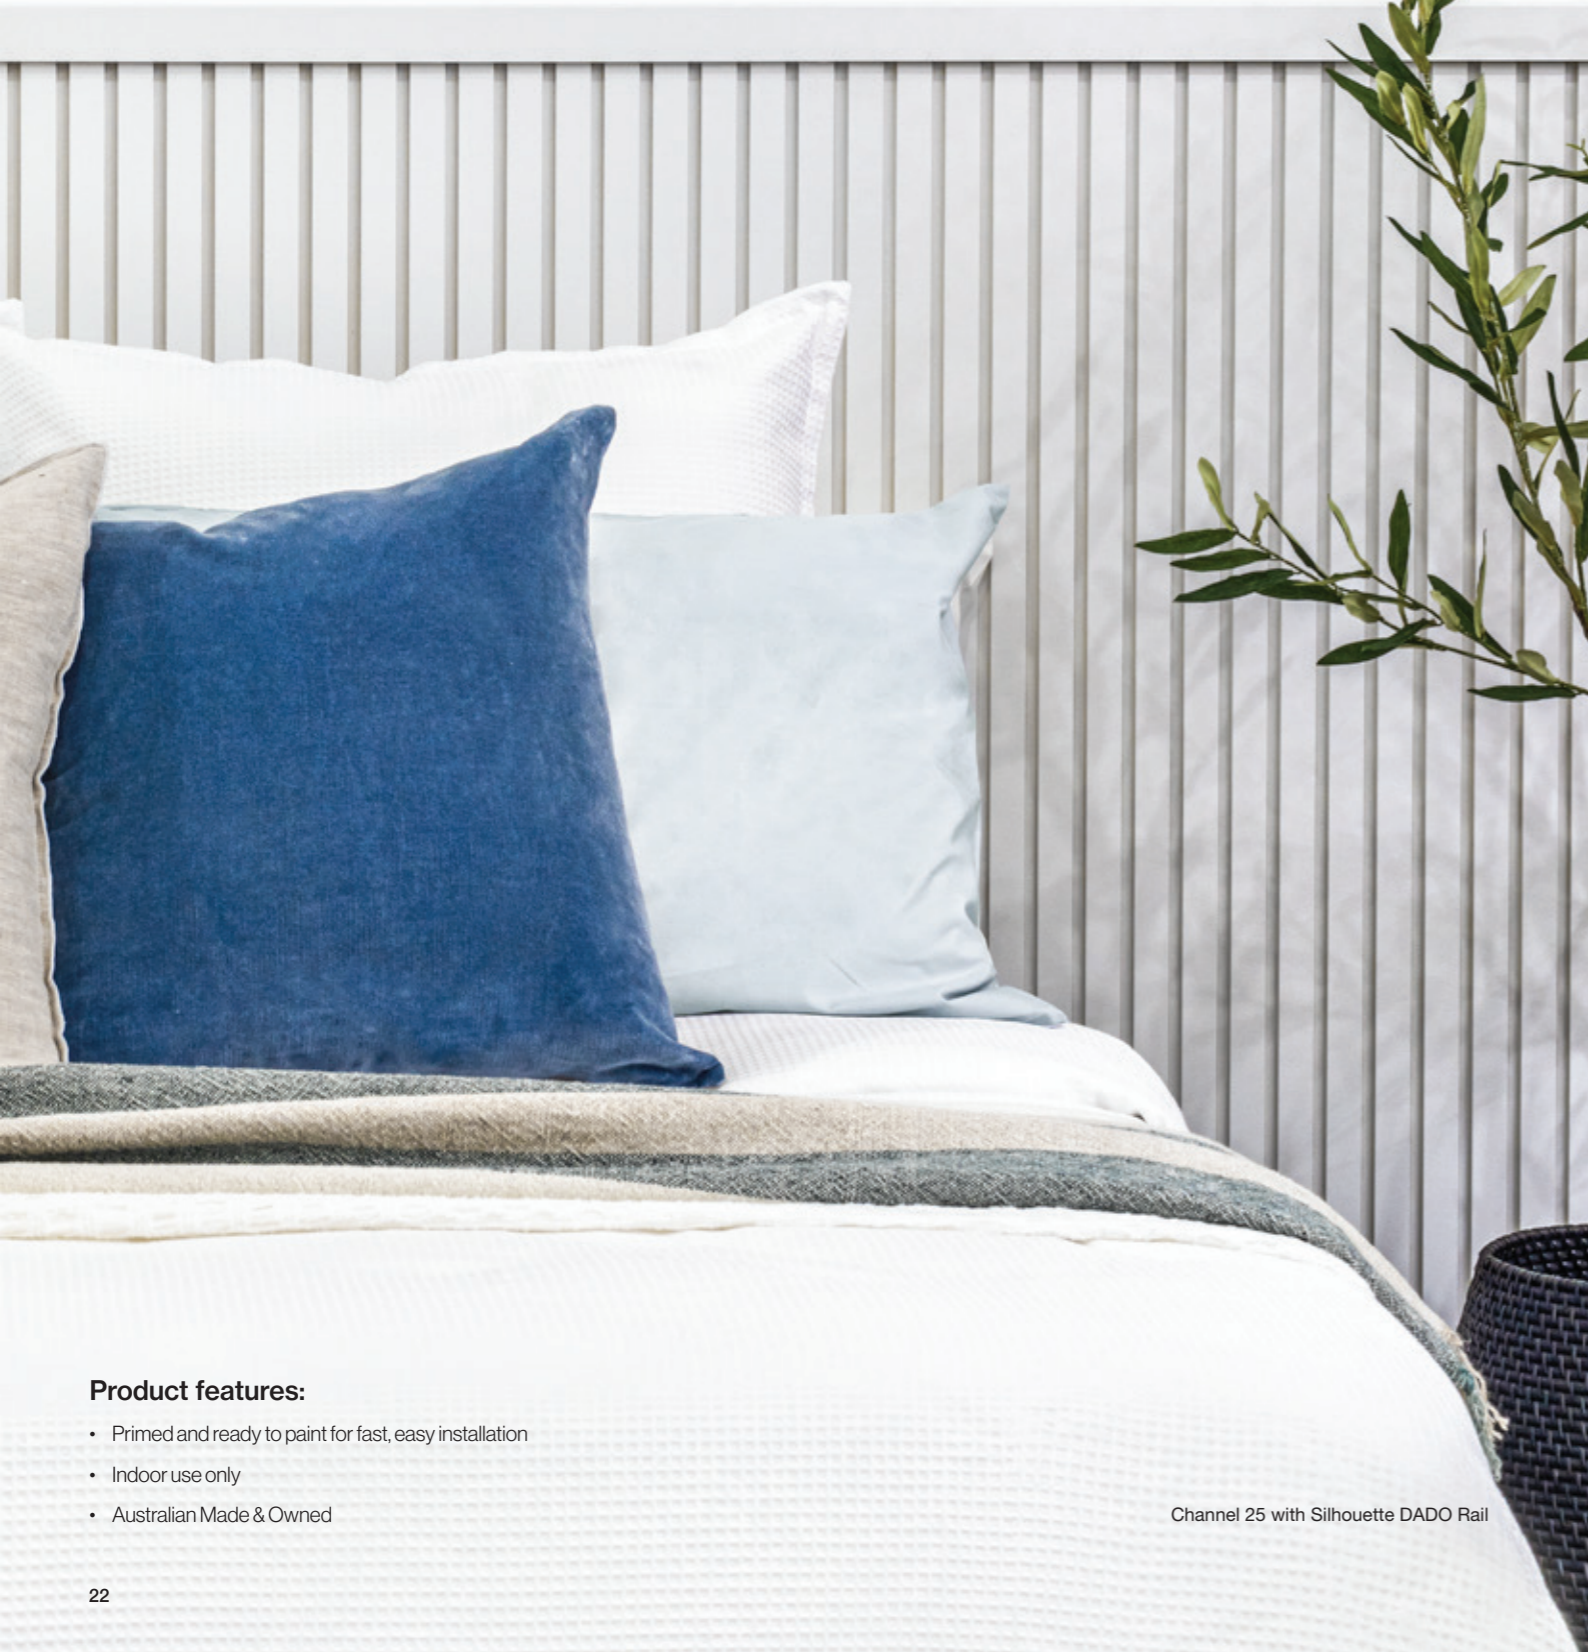 Product features:
• Primed and ready to paint for fast, easy installation
• Indoor use only
• Australian Made & Owned
Channel 25 with Silhouette DADO Rail
22